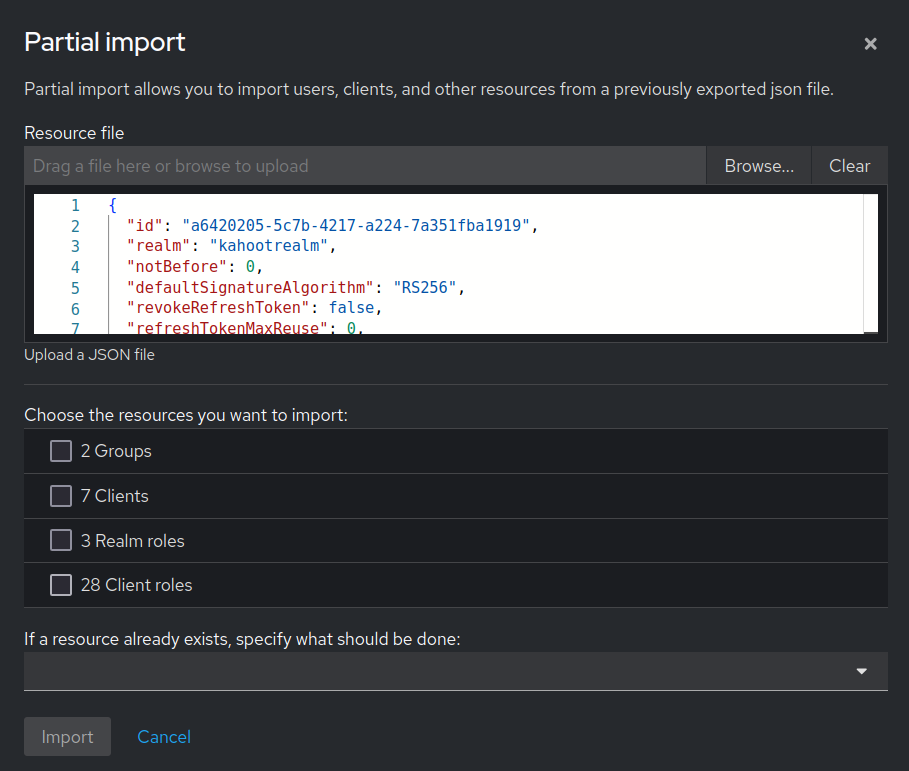 Partial import
Partial import allows you to import users, clients, and other resources from a previously exported json file.
Resource file
Drag a file here or browse to upload
Browse...
Clear
1 {
2 "id": "a6420205-5c7b-4217-a224-7a351fba1919",
3 "realm": "kahootrealm",
4 "notBefore": 0,
5 "defaultSignatureAlgorithm": "RS256",
6 "revokeRefreshToken": false,
7 "refreshTokenMaxReuse": 0,
Upload a JSON file
Choose the resources you want to import:
2 Groups
7 Clients
3 Realm roles
28 Client roles
If a resource already exists, specify what should be done:
Import
Cancel